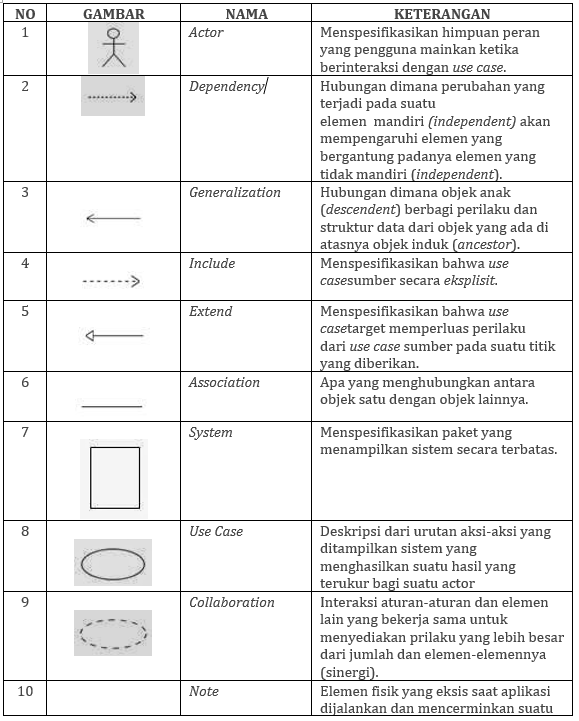 NO GAMBAR NAMA KETERANGAN
1 Actor Menspesifikasikan himpuan peran
yang pengguna mainkan ketika
berinteraksi dengan use case.
2 Dependency Hubungan dimana perubahan yang
terjadi pada suatu
elemen mandiri (independent) akan
mempengaruhi elemen yang
bergantung padanya elemen yang
tidak mandiri (independent).
3 Generalization Hubungan dimana objek anak
(descendent) berbagi perilaku dan
struktur data dari objek yang ada di
atasnya objek induk (ancestor).
4 Include Menspesifikasikan bahwa use
casesumber secara eksplisit.
5 Extend Menspesifikasikan bahwa use
casetarget memperluas perilaku
dari use case sumber pada suatu titik
yang diberikan.
6 Association Apa yang menghubungkan antara
objek satu dengan objek lainnya.
7 System Menspesifikasikan paket yang
menampilkan sistem secara terbatas.
8 Use Case Deskripsi dari urutan aksi-aksi yang
ditampilkan sistem yang
menghasilkan suatu hasil yang
terukur bagi suatu actor
9 Collaboration Interaksi aturan-aturan dan elemen
lain yang bekerja sama untuk
menyediakan prilaku yang lebih besar
dari jumlah dan elemen-elemennya
(sinergi).
10 Note Elemen fisik yang eksis saat aplikasi
dijalankan dan mencerminkan suatu